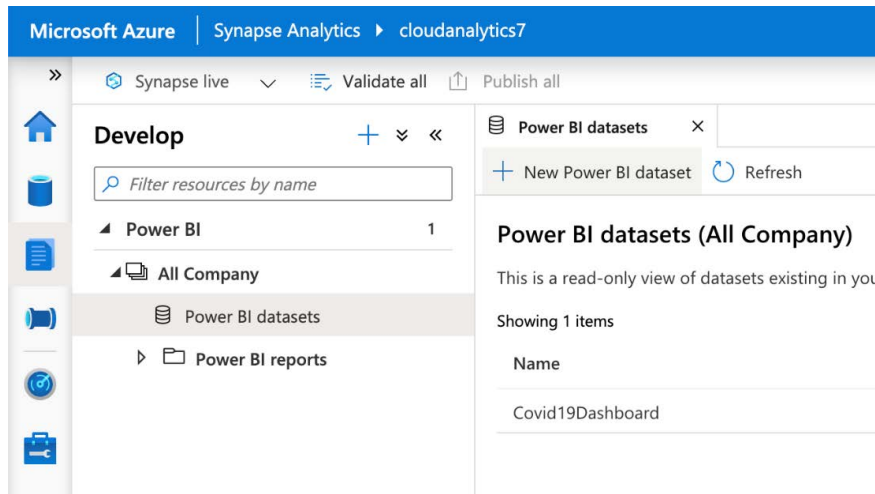 Microsoft Azure Synapse Analytics cloudanalytics7
Synapse live Validate all Publish all
Develop
Filter resources by name
Power BI 1
All Company
Power BI datasets
Power BI reports
Power BI datasets
New Power BI dataset Refresh
Power BI datasets (All Company)
This is a read-only view of datasets existing in you
Showing 1 items
Name
Covid19Dashboard